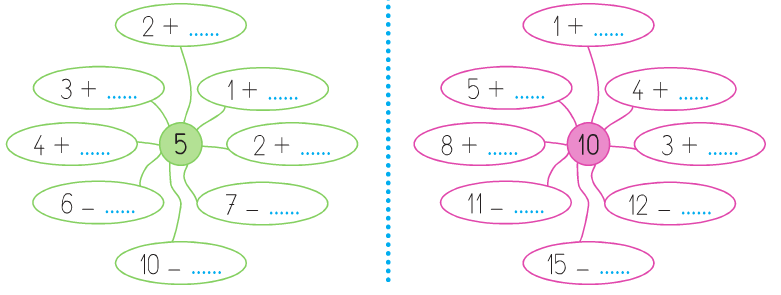 2 + ......
3 + ......
1 + ......
4 + ......
5
2 + ......
6 – ......
7 – ......
10 – ......
1 + ......
5 + ......
4 + ......
8 + ......
10
3 + ......
11 – ......
12 – ......
15 – ......